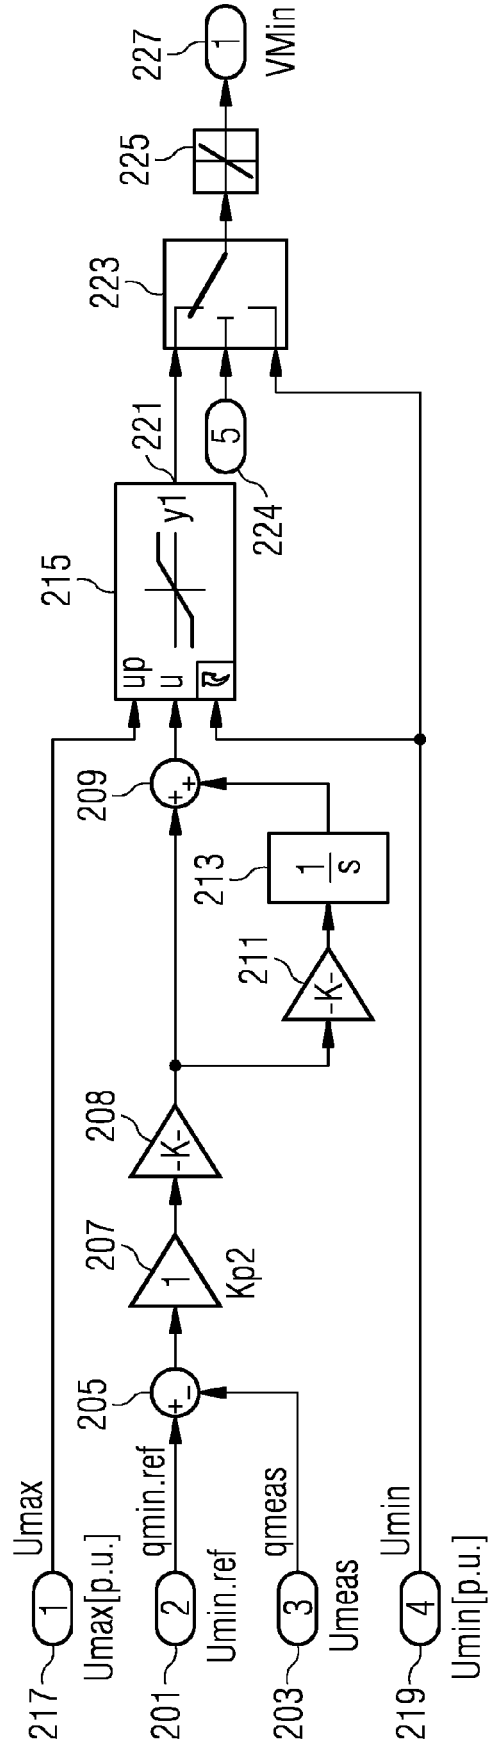 217
1
Umax
Umax[p.u.]
201
2
qmin.ref
Umin.ref
203
3
qmeas
Umeas
219
4
Umin
Umin[p.u.]
205
+
-
207
1
Kp2
208
-K-
211
-K-
213
1
s
209
+
+
215
up
u
y1
221
5
224
223
225
227
1
VMin